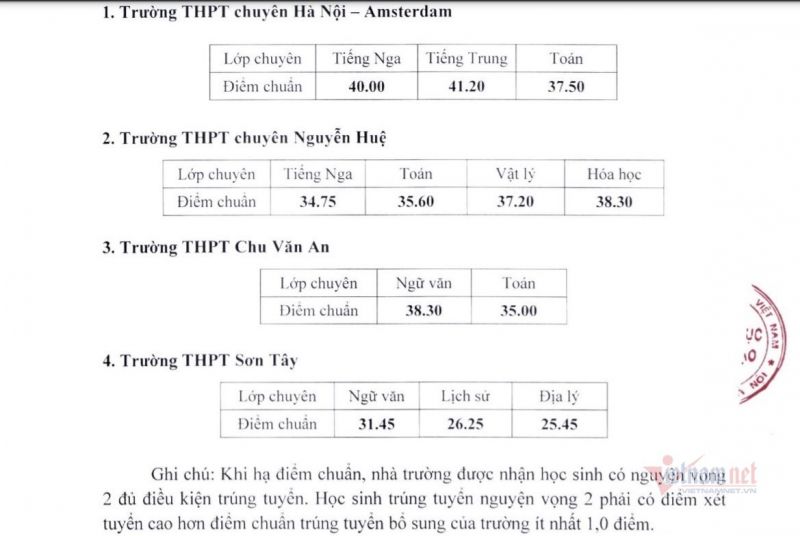 1. Trường THPT chuyên Hà Nội – Amsterdam
Lớp chuyên Tiếng Nga Tiếng Trung Toán
Điểm chuẩn 40.00 41.20 37.50
2. Trường THPT chuyên Nguyễn Huệ
Lớp chuyên Tiếng Nga Toán Vật lý Hóa học
Điểm chuẩn 34.75 35.60 37.20 38.30
3. Trường THPT Chu Văn An
Lớp chuyên Ngữ văn Toán
Điểm chuẩn 38.30 35.00
4. Trường THPT Sơn Tây
Lớp chuyên Ngữ văn Lịch sử Địa lý
Điểm chuẩn 31.45 26.25 25.45
Ghi chú: Khi hạ điểm chuẩn, nhà trường được nhận học sinh có nguyện vọng
2 đủ điều kiện trúng tuyển. Học sinh trúng tuyển nguyện vọng 2 phải có điểm xét
tuyển cao hơn điểm chuẩn trúng tuyển bổ sung của trường ít nhất 1,0 điểm.
VIỆT NAM
vietnamnet
VIETNAMNET.VN